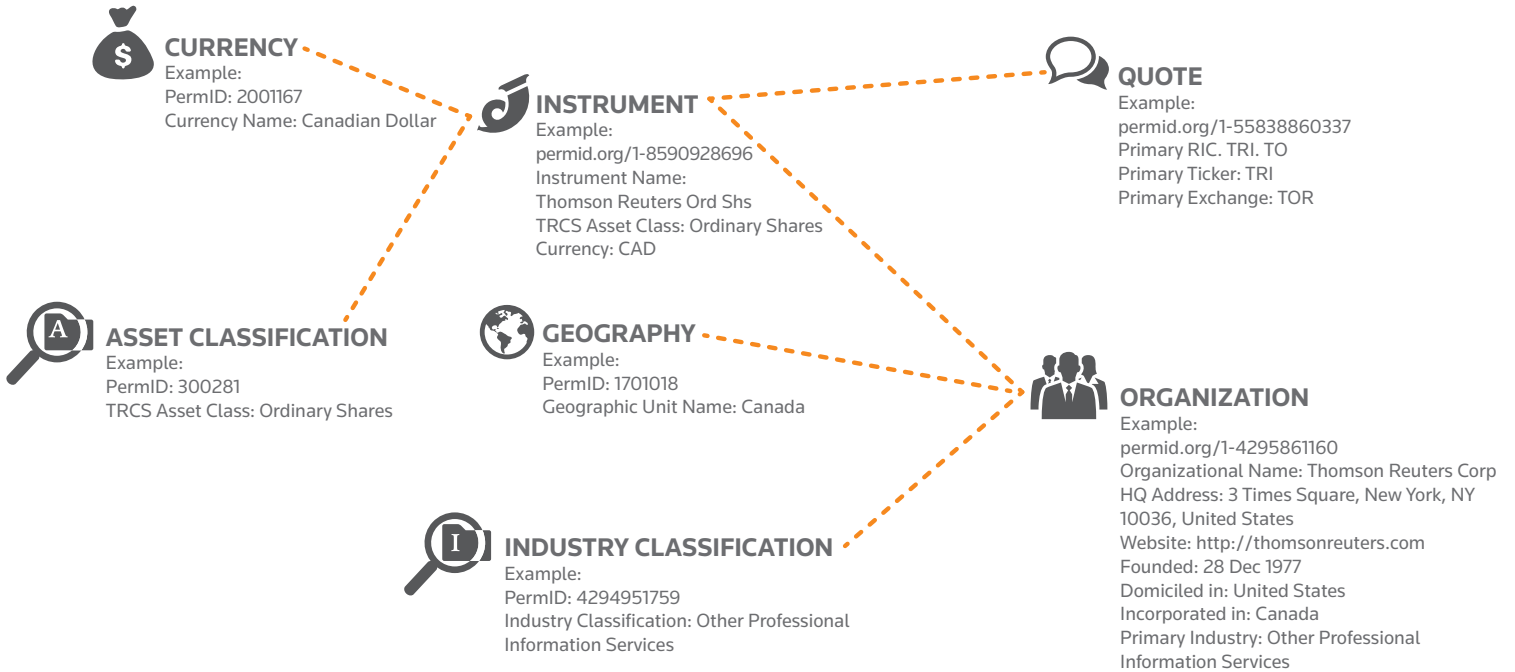 $
CURRENCY
Example:
PermID: 2001167
Currency Name: Canadian Dollar
INSTRUMENT
Example:
permid.org/1-8590928696
Instrument Name:
Thomson Reuters Ord Shs
TRCS Asset Class: Ordinary Shares
Currency: CAD
QUOTE
Example:
permid.org/1-55838860337
Primary RIC. TRI. TO
Primary Ticker: TRI
Primary Exchange: TOR
A
ASSET CLASSIFICATION
Example:
PermID: 300281
TRCS Asset Class: Ordinary Shares
GEOGRAPHY
Example:
PermID: 1701018
Geographic Unit Name: Canada
ORGANIZATION
Example:
permid.org/1-4295861160
Organizational Name: Thomson Reuters Corp
HQ Address: 3 Times Square, New York, NY
10036, United States
Website: http://thomsonreuters.com
Founded: 28 Dec 1977
Domiciled in: United States
Incorporated in: Canada
Primary Industry: Other Professional
Information Services
I
INDUSTRY CLASSIFICATION
Example:
PermID: 4294951759
Industry Classification: Other Professional
Information Services